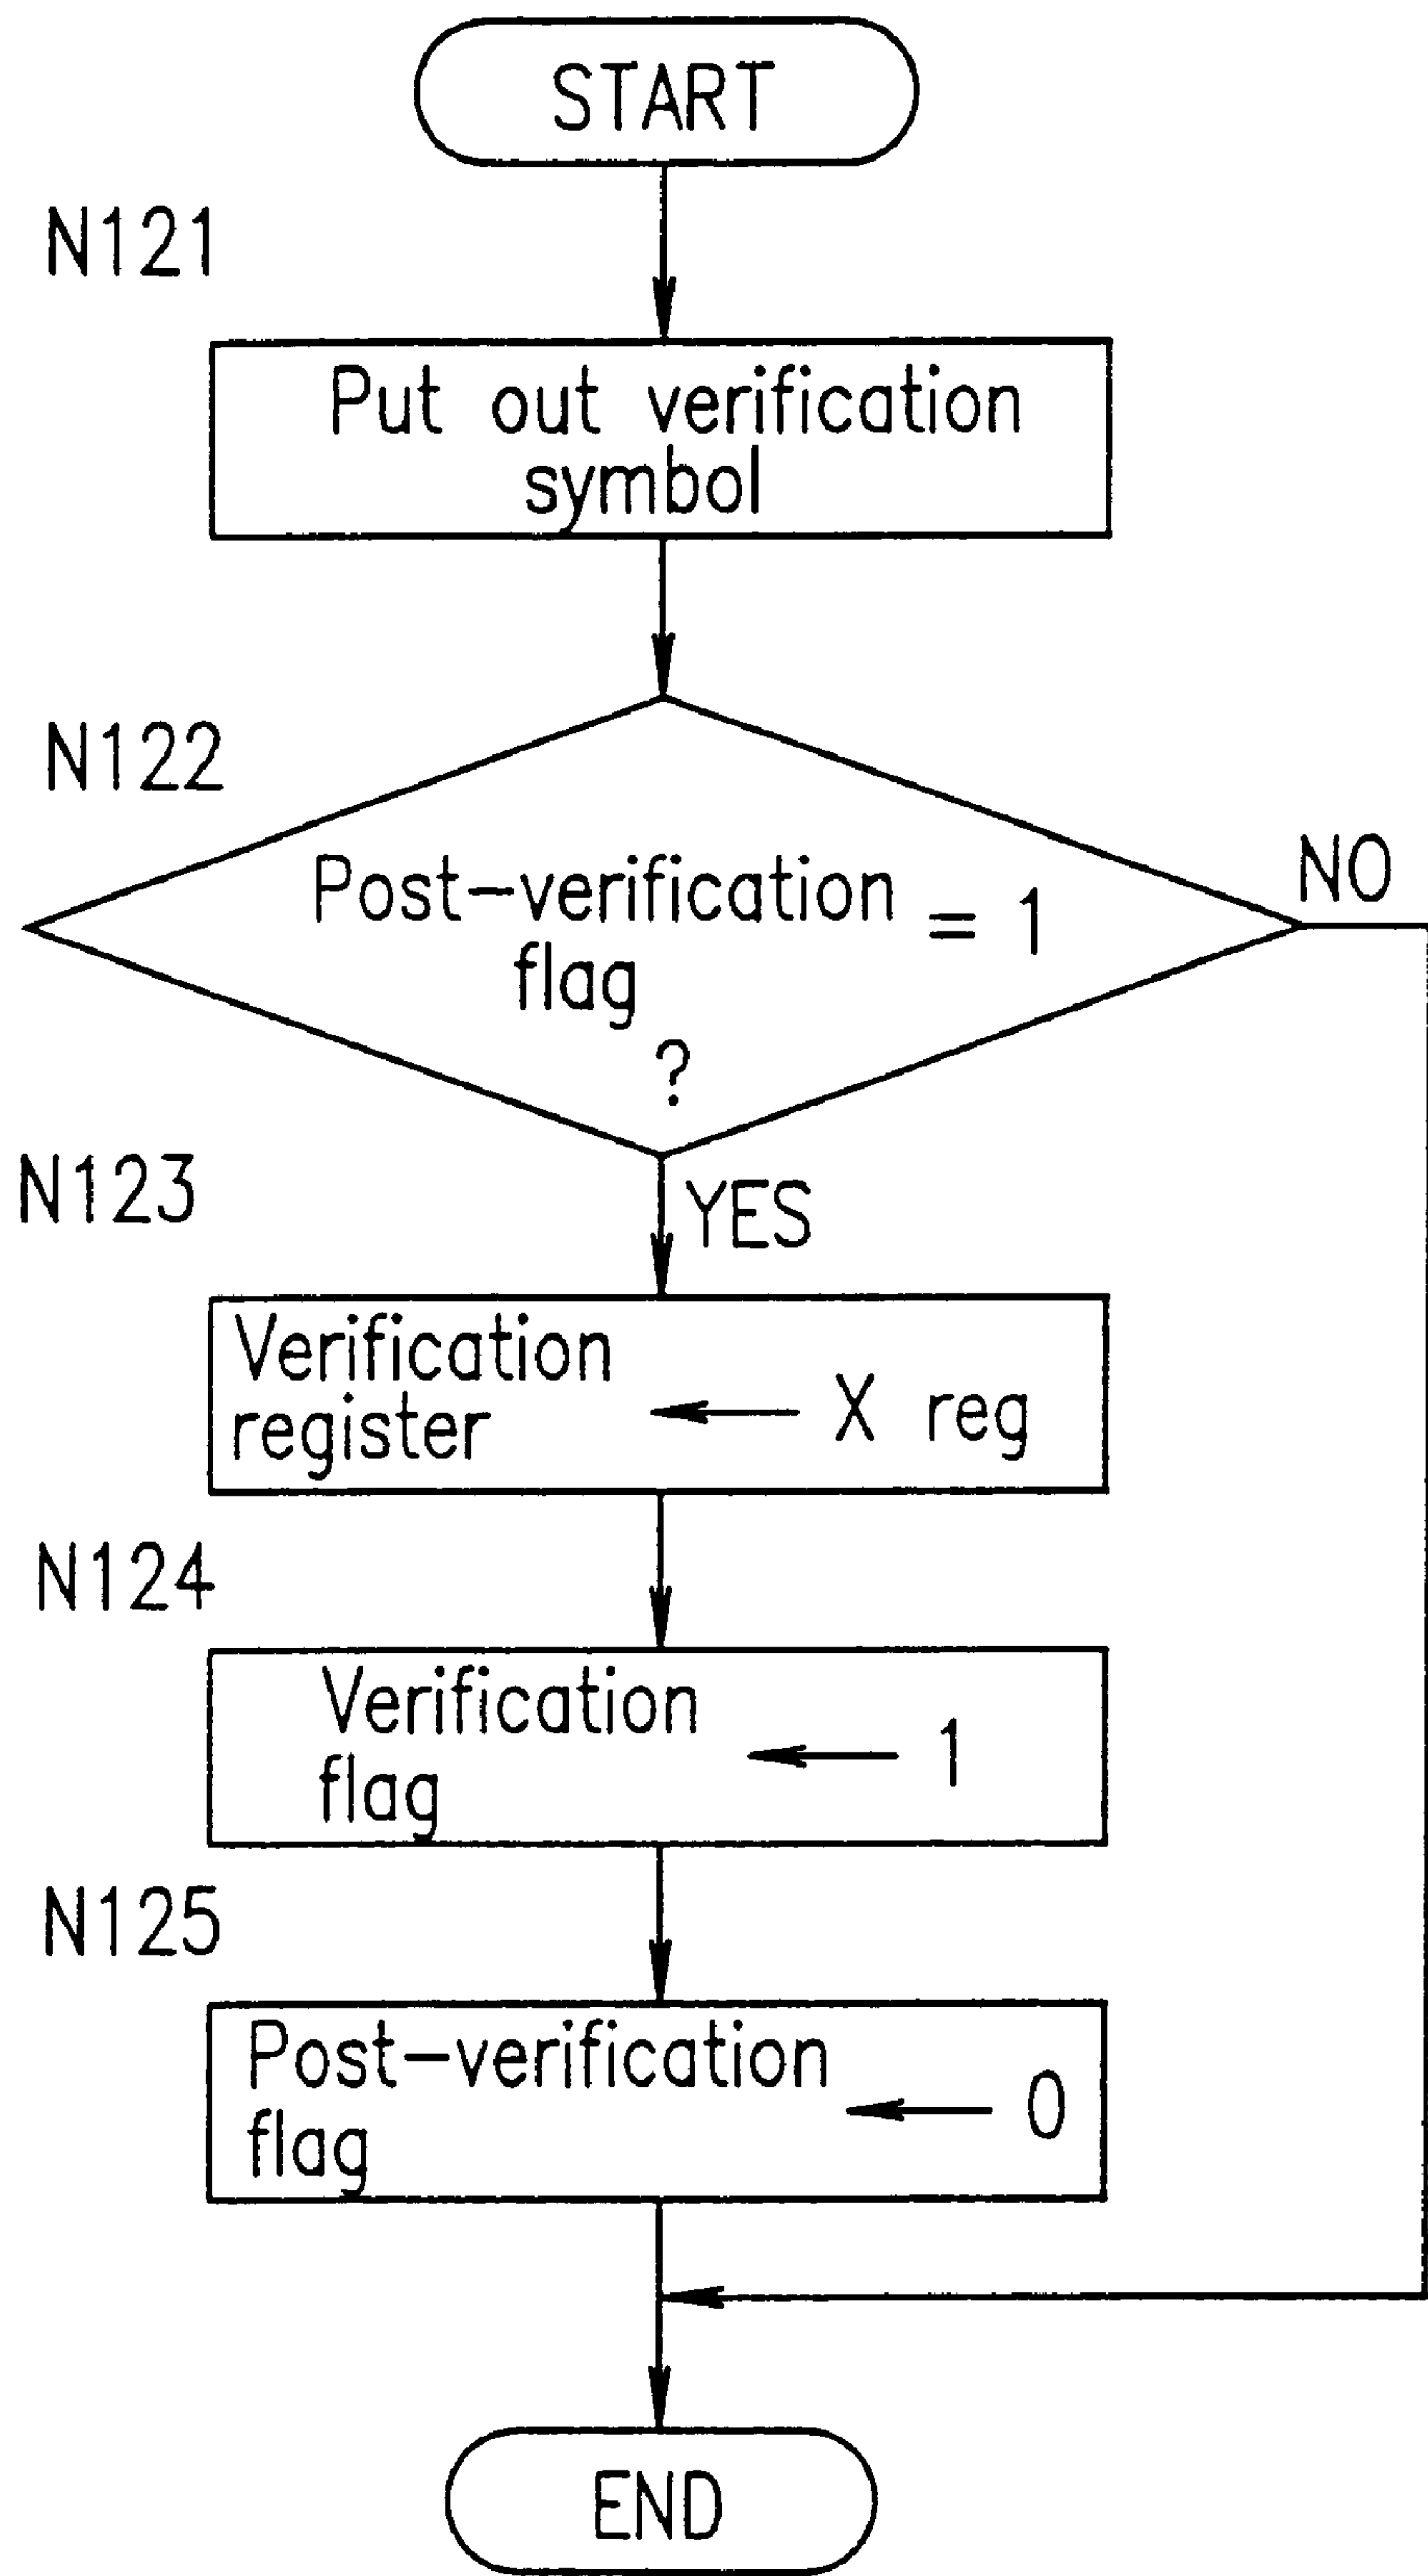 START
N121
Put out verification
symbol
N122
NO
Post-verification = 1
flag
?
N123
YES
Verification
register ← X reg
N124
Verification
flag ← 1
N125
Post-verification
flag ← 0
END